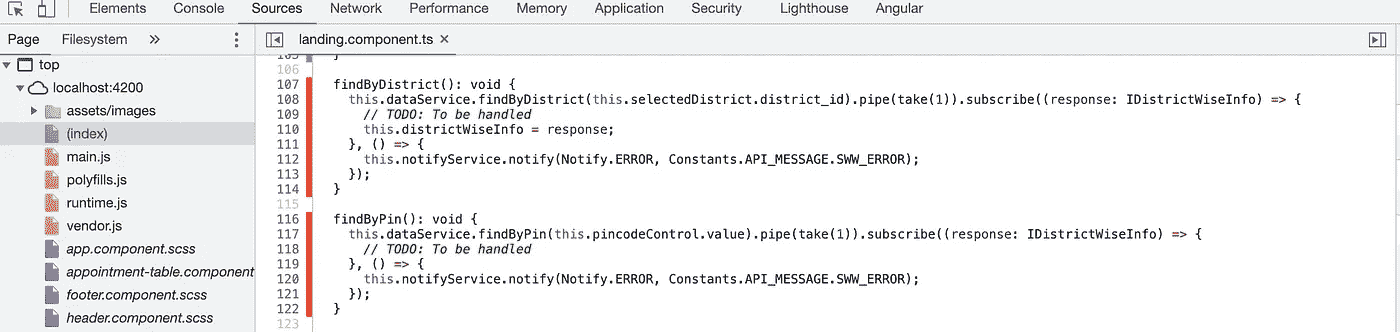 Elements Console Sources Network Performance Memory Application Security Lighthouse Angular
Page Filesystem » landing.component.ts ×
top
localhost:4200
assets/images
(index)
main.js
polyfills.js
runtime.js
vendor.js
app.component.scss
appointment-table.component
footer.component.scss
header.component.scss
105 }
106
107 findByDistrict(): void {
108 this.dataService.findByDistrict(this.selectedDistrict.district_id).pipe(take(1)).subscribe((response: IDistrictWiseInfo) => {
109 // TODO: To be handled
110 this.districtWiseInfo = response;
111 }, () => {
112 this.notifyService.notify(Notify.ERROR, Constants.API_MESSAGE.SWW_ERROR);
113 });
114 }
115
116 findByPin(): void {
117 this.dataService.findByPin(this.pincodeControl.value).pipe(take(1)).subscribe((response: IDistrictWiseInfo) => {
118 // TODO: To be handled
119 }, () => {
120 this.notifyService.notify(Notify.ERROR, Constants.API_MESSAGE.SWW_ERROR);
121 });
122 }
123